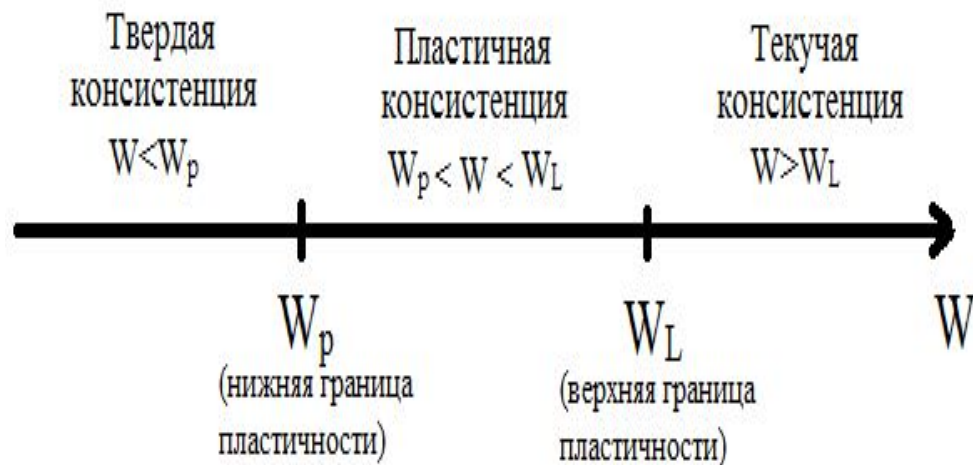 Твердая
консистенция
W<Wp
Пластичная
консистенция
Wp < W < WL
Текучая
консистенция
W>WL
Wp
(нижняя граница
пластичности)
WL
(верхняя граница
пластичности)
W